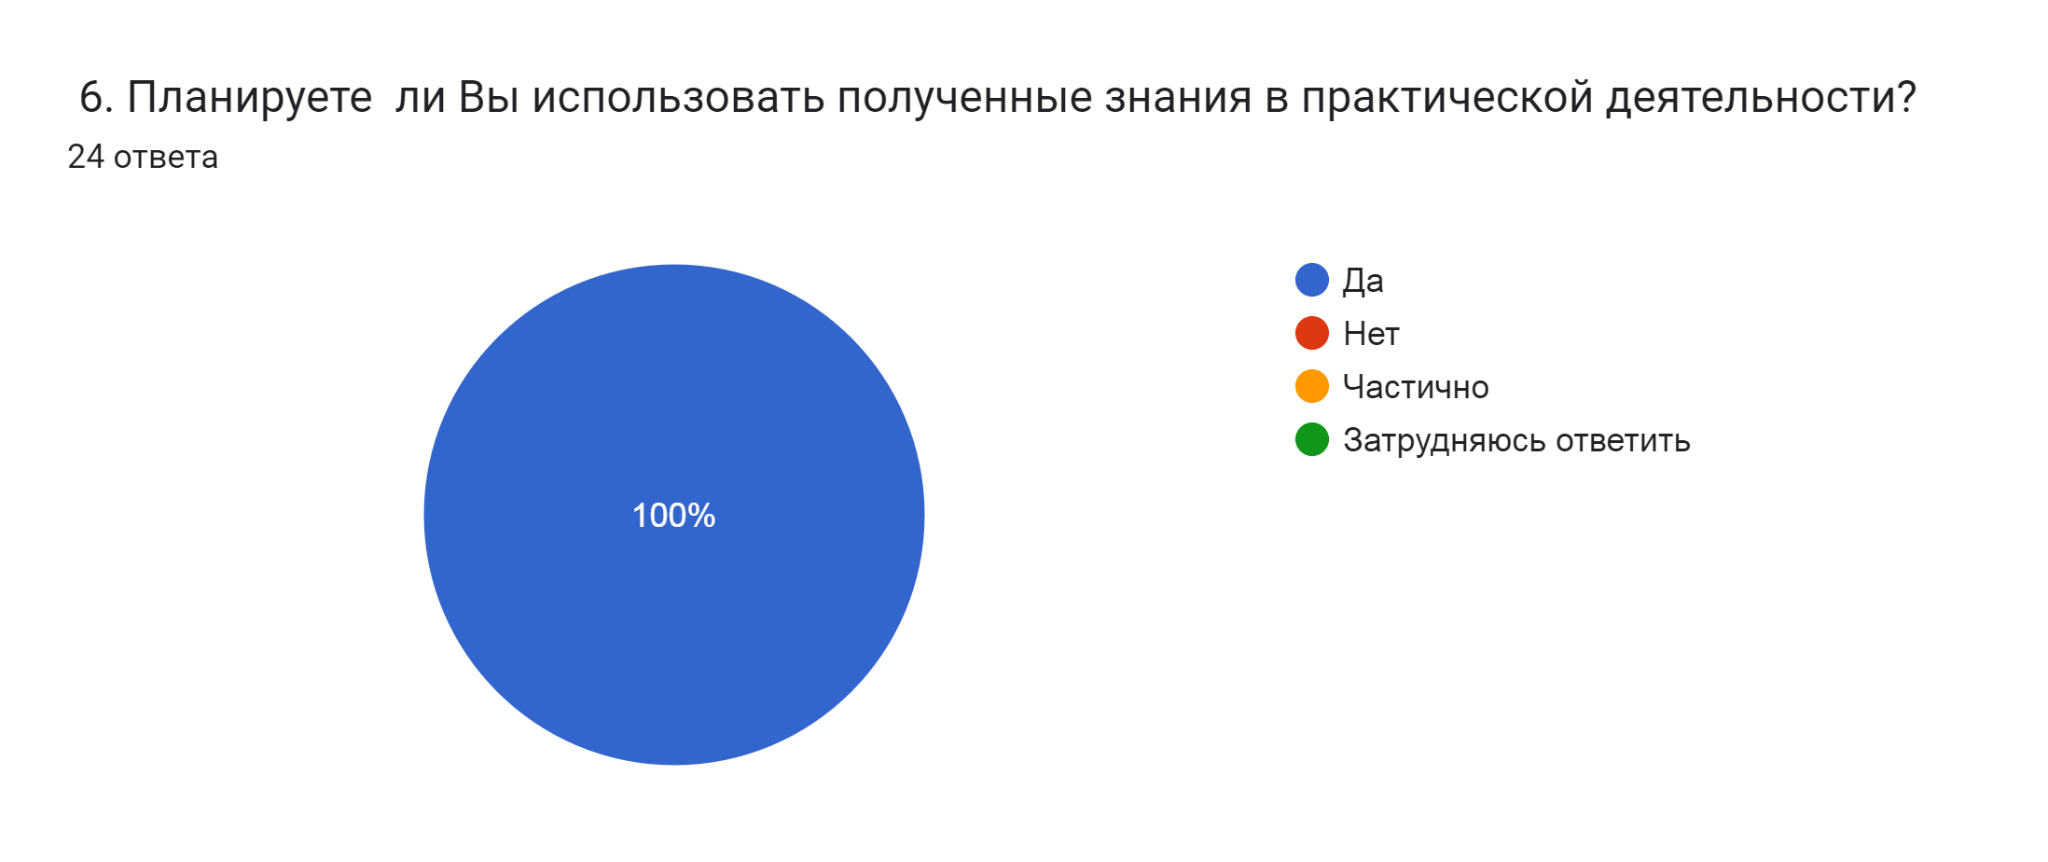 6. Планируете  ли Вы использовать полученные знания в практической деятельности?
24 ответа
Да
Нет
Частично
Затрудняюсь ответить
100%